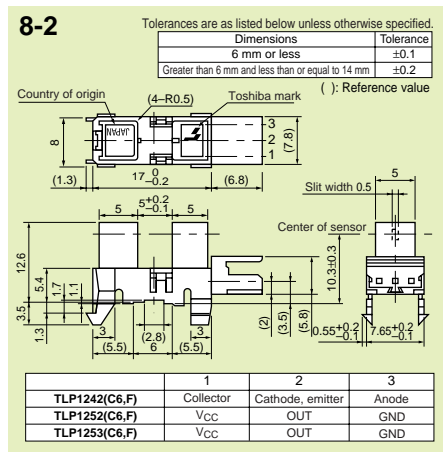 8-2
Tolerances are as listed below unless otherwise specified.
Dimensions Tolerance
6 mm or less ±0.1
Greater than 6 mm and less than or equal to 14 mm ±0.2
( ): Reference value
Country of origin (4–R0.5) Toshiba mark
JAPAN
3
2
1
8
(7.8)
(1.3) 17 0 –0.2 (6.8)
5
Slit width 0.5
5 5+0.2 –0.1 5
Center of sensor
12.6
5.4
1.7
1.1
3.5
1.3
10.3±0.3
(2)
(3.5)
(5.8)
3 (2.8) 3
(5.5) 6 (5.5)
0.55+0.2 –0.1 7.65+0.2 –0.1
1 2 3
TLP1242(C6,F) Collector Cathode, emitter Anode
TLP1252(C6,F) VCC OUT GND
TLP1253(C6,F) VCC OUT GND